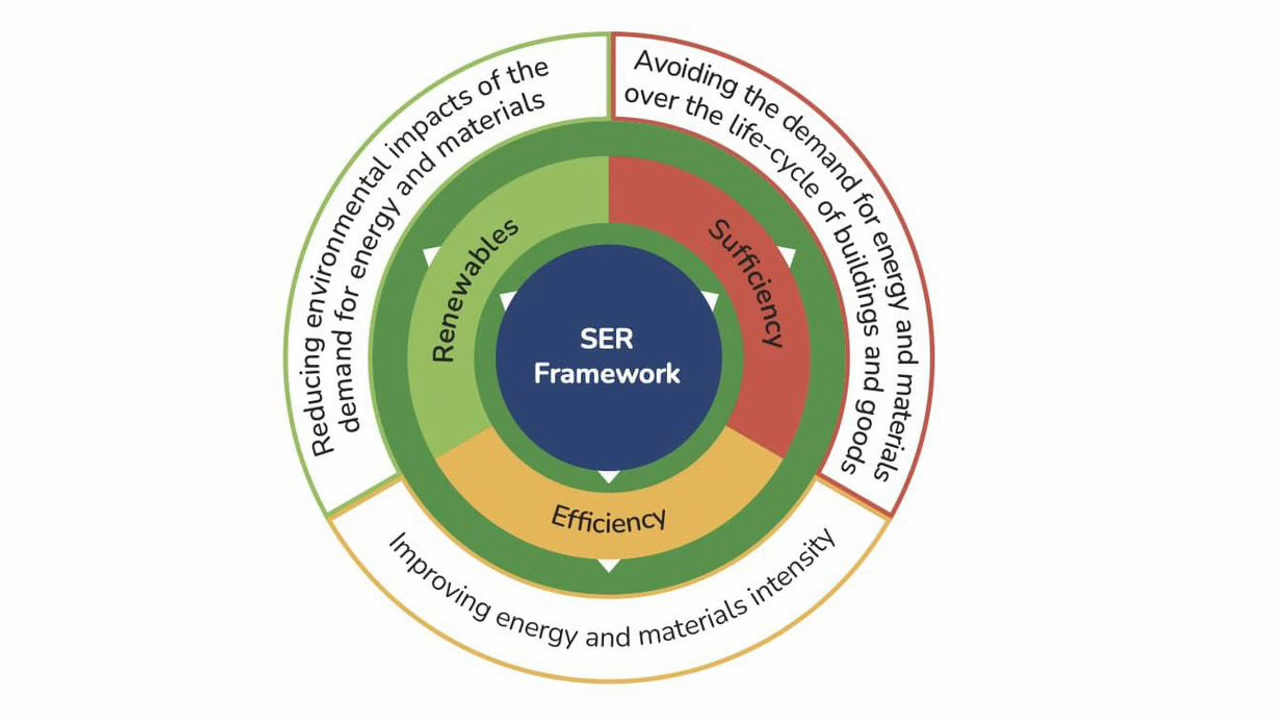 SER
Framework
Sufficiency
Avoiding the demand for energy and materials
over the life-cycle of buildings and goods
Efficiency
Improving energy and materials intensity
Renewables
Reducing environmental impacts of the
demand for energy and materials